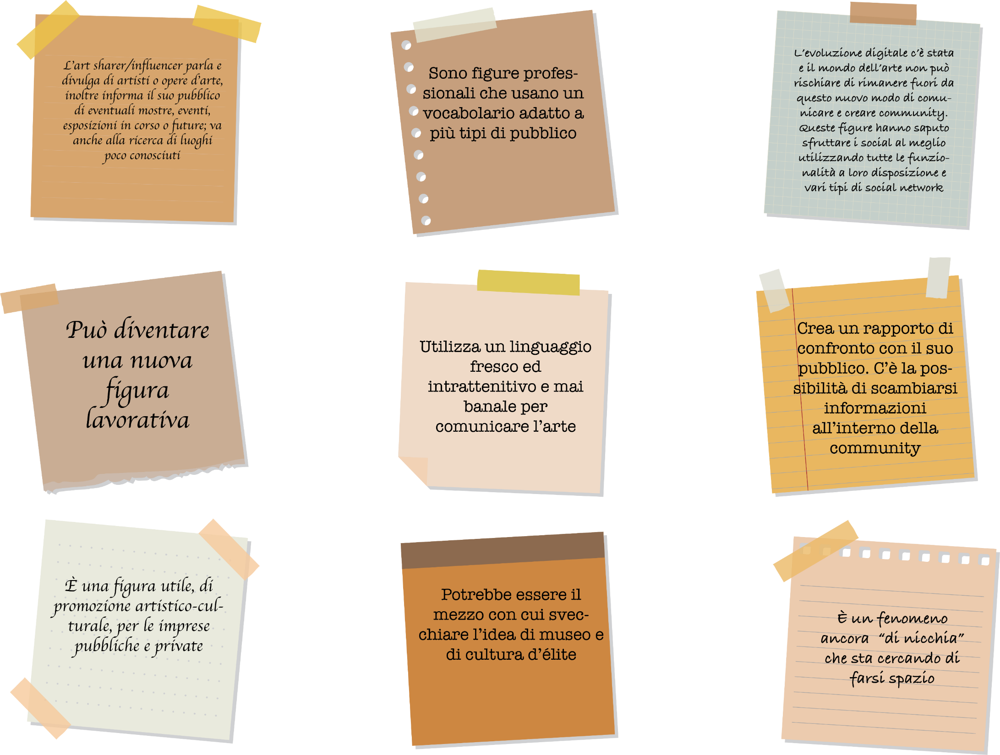 L'art sharer/influencer parla e
divulga di artisti o opere d'arte,
inoltre informa il suo pubblico
di eventuali mostre, eventi,
esposizioni in corso o future; va
anche alla ricerca di luoghi
poco conosciuti
Sono figure profes-
sionali che usano un
vocabolario adatto a
più tipi di pubblico
L'evoluzione digitale c'è stata
e il mondo dell'arte non può
rischiare di rimanere fuori da
questo nuovo modo di comu-
nicare e creare community.
Queste figure hanno saputo
sfruttare i social al meglio
utilizzando tutte le funzio-
nalità a loro disposizione e
vari tipi di social network
Può diventare
una nuova
figura
lavorativa
Utilizza un linguaggio
fresco ed
intrattenitivo e mai
banale per
comunicare l'arte
Crea un rapporto di
confronto con il suo
pubblico. C'è la pos-
sibilità di scambiarsi
informazioni
all'interno della
community
È una figura utile, di
promozione artistico-cul-
turale, per le imprese
pubbliche e private
Potrebbe essere il
mezzo con cui svec-
chiare l'idea di museo e
di cultura d'élite
È un fenomeno
ancora "di nicchia"
che sta cercando di
farsi spazio